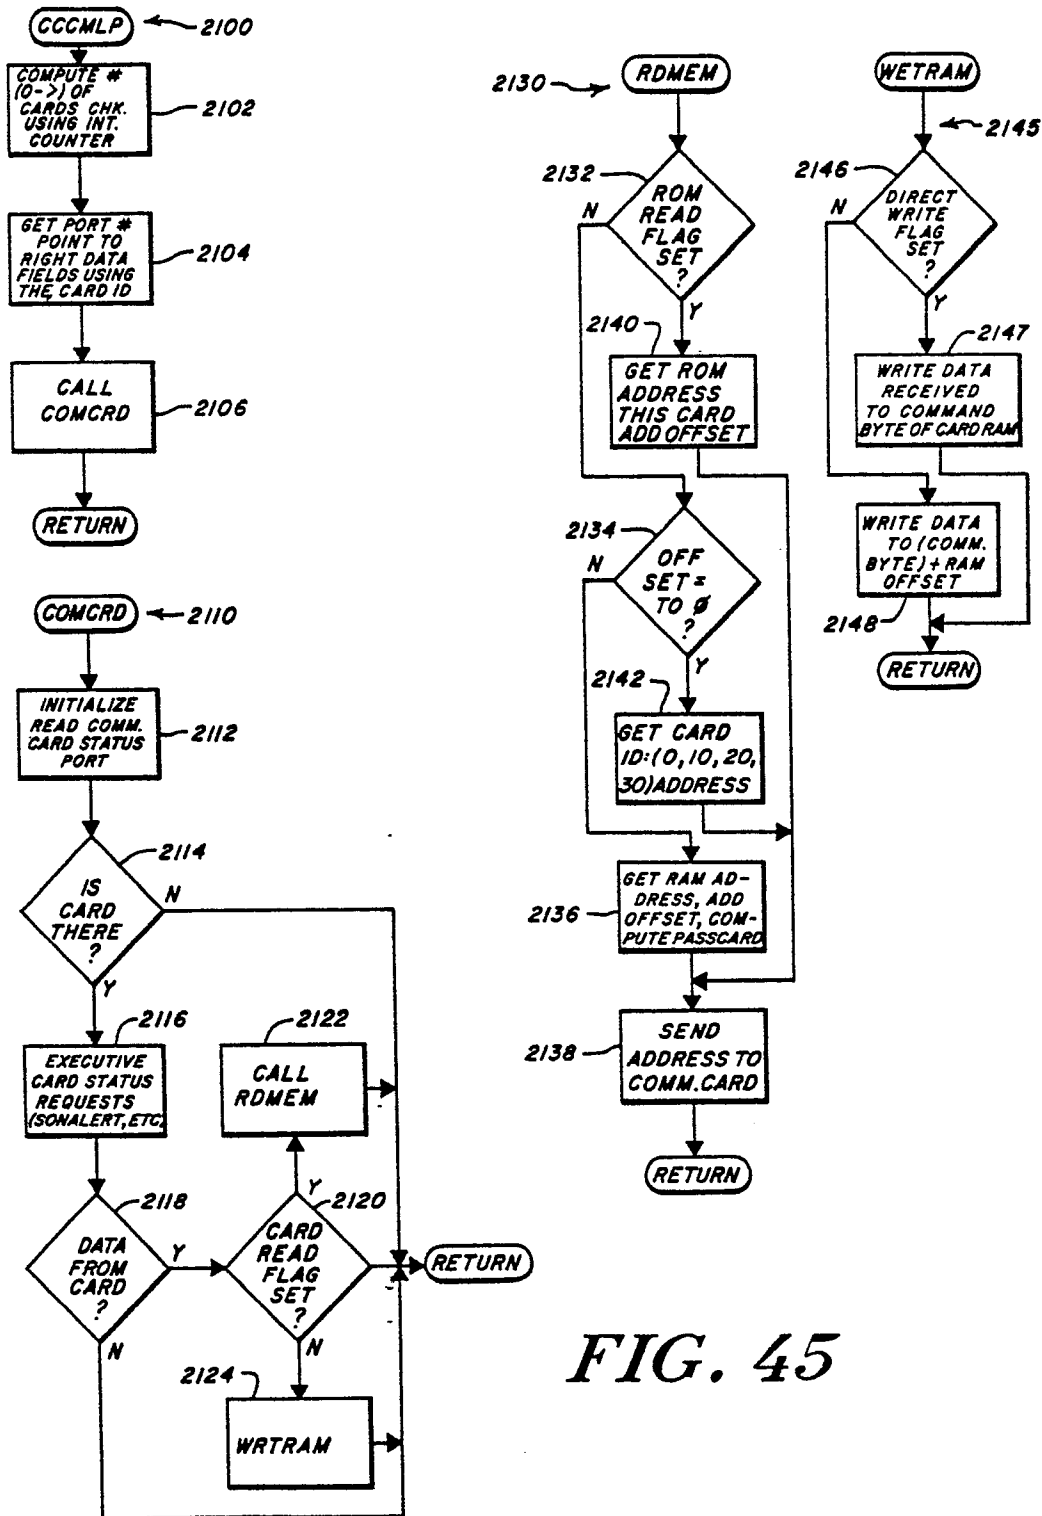 CCCMLP
2100
COMPUTE #
(0->) OF
CARDS CHK.
USING INT.
COUNTER
2102
GET PORT #
POINT TO
RIGHT DATA
FIELDS USING
THE, CARD ID
2104
CALL
COMCRD
2106
RETURN
COMCRD
2110
INITIALIZE
READ COMM.
CARD STATUS
PORT
2112
IS
CARD
THERE
?
2114
N
Y
EXECUTIVE
CARD STATUS
REQUESTS
(SONALERT, ETC)
2116
DATA
FROM
CARD
?
2118
Y
N
CARD
READ
FLAG
SET
?
2120
Y
N
CALL
RDMEM
2122
WRTRAM
2124
RETURN
RDMEM
2130
ROM
READ
FLAG
SET
?
2132
N
Y
GET ROM
ADDRESS
THIS CARD
ADD OFFSET
2140
OFF
SET =
TO Ø
?
2134
N
Y
GET CARD
ID:(0,10,20,
30)ADDRESS
2142
GET RAM AD-
DRESS, ADD
OFFSET, COM-
PUTE PASSCARD
2136
SEND
ADDRESS TO
COMM. CARD
2138
RETURN
WETRAM
2145
DIRECT
WRITE
FLAG
SET
?
2146
N
Y
WRITE DATA
RECEIVED
TO COMMAND
BYTE OF CARD RAM
2147
WRITE DATA
TO (COMM.
BYTE)+RAM
OFFSET
2148
RETURN
FIG. 45